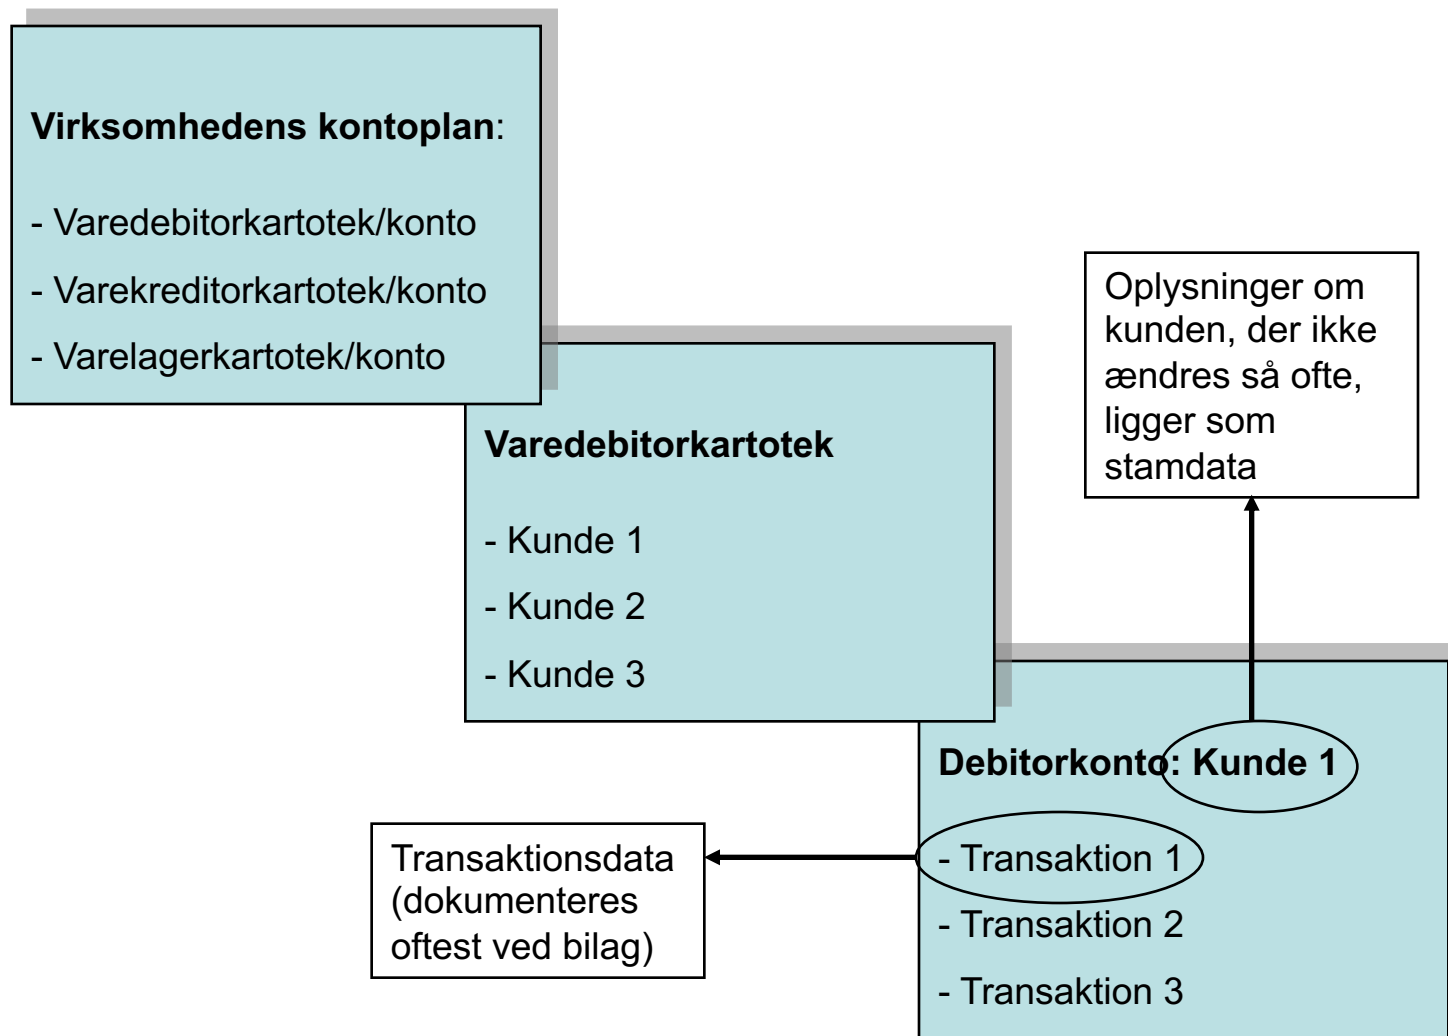 Virksomhedens kontoplan:
- Varedebitorkartotek/konto
- Varekreditorkartotek/konto
- Varelagerkartotek/konto
Varedebitorkartotek
- Kunde 1
- Kunde 2
- Kunde 3
Oplysninger om
kunden, der ikke
ændres så ofte,
ligger som
stamdata
Debitorkonto: Kunde 1
- Transaktion 1
- Transaktion 2
- Transaktion 3
Transaktionsdata
(dokumenteres
oftest ved bilag)